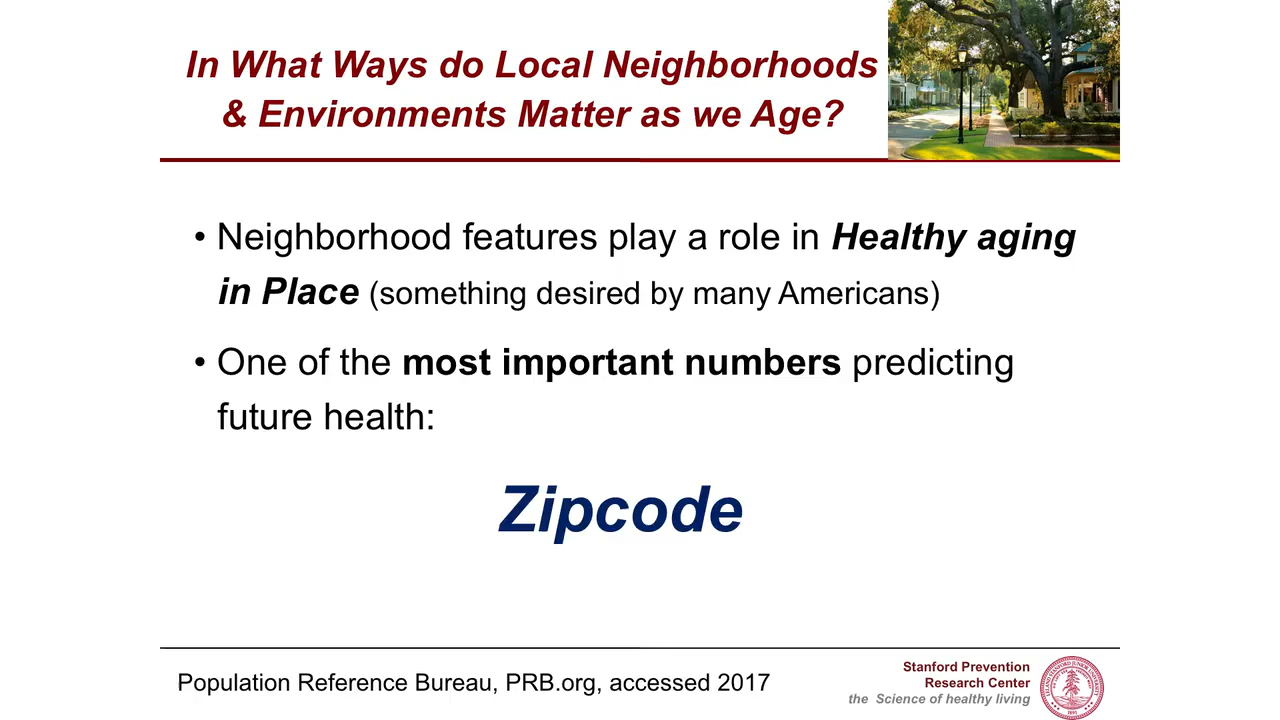 In What Ways do Local Neighborhoods
& Environments Matter as we Age?
• Neighborhood features play a role in Healthy aging
in Place (something desired by many Americans)
• One of the most important numbers predicting
future health:
Zipcode
Population Reference Bureau, PRB.org, accessed 2017
Stanford Prevention
Research Center
the Science of healthy living